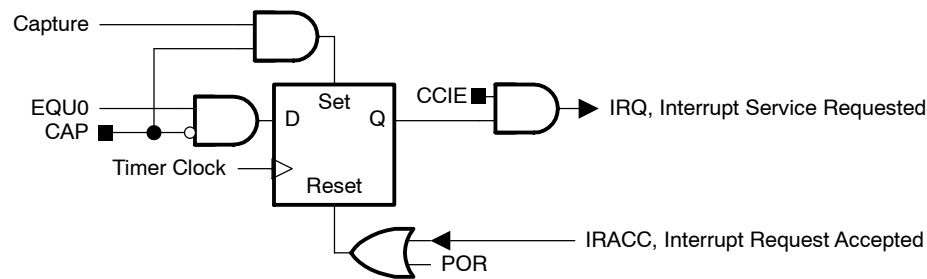 Capture
Set
CCIE
IRQ, Interrupt Service Requested
EQU0
D
Q
CAP
Timer Clock
Reset
IRACC, Interrupt Request Accepted
POR